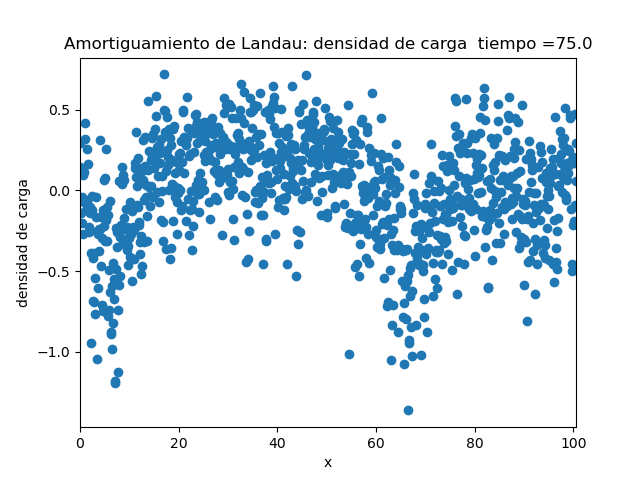 Amortiguamiento de Landau: densidad de carga  tiempo =75.0
0.5
0.0
−0.5
−1.0
densidad de carga
0 20 40 60 80 100
x